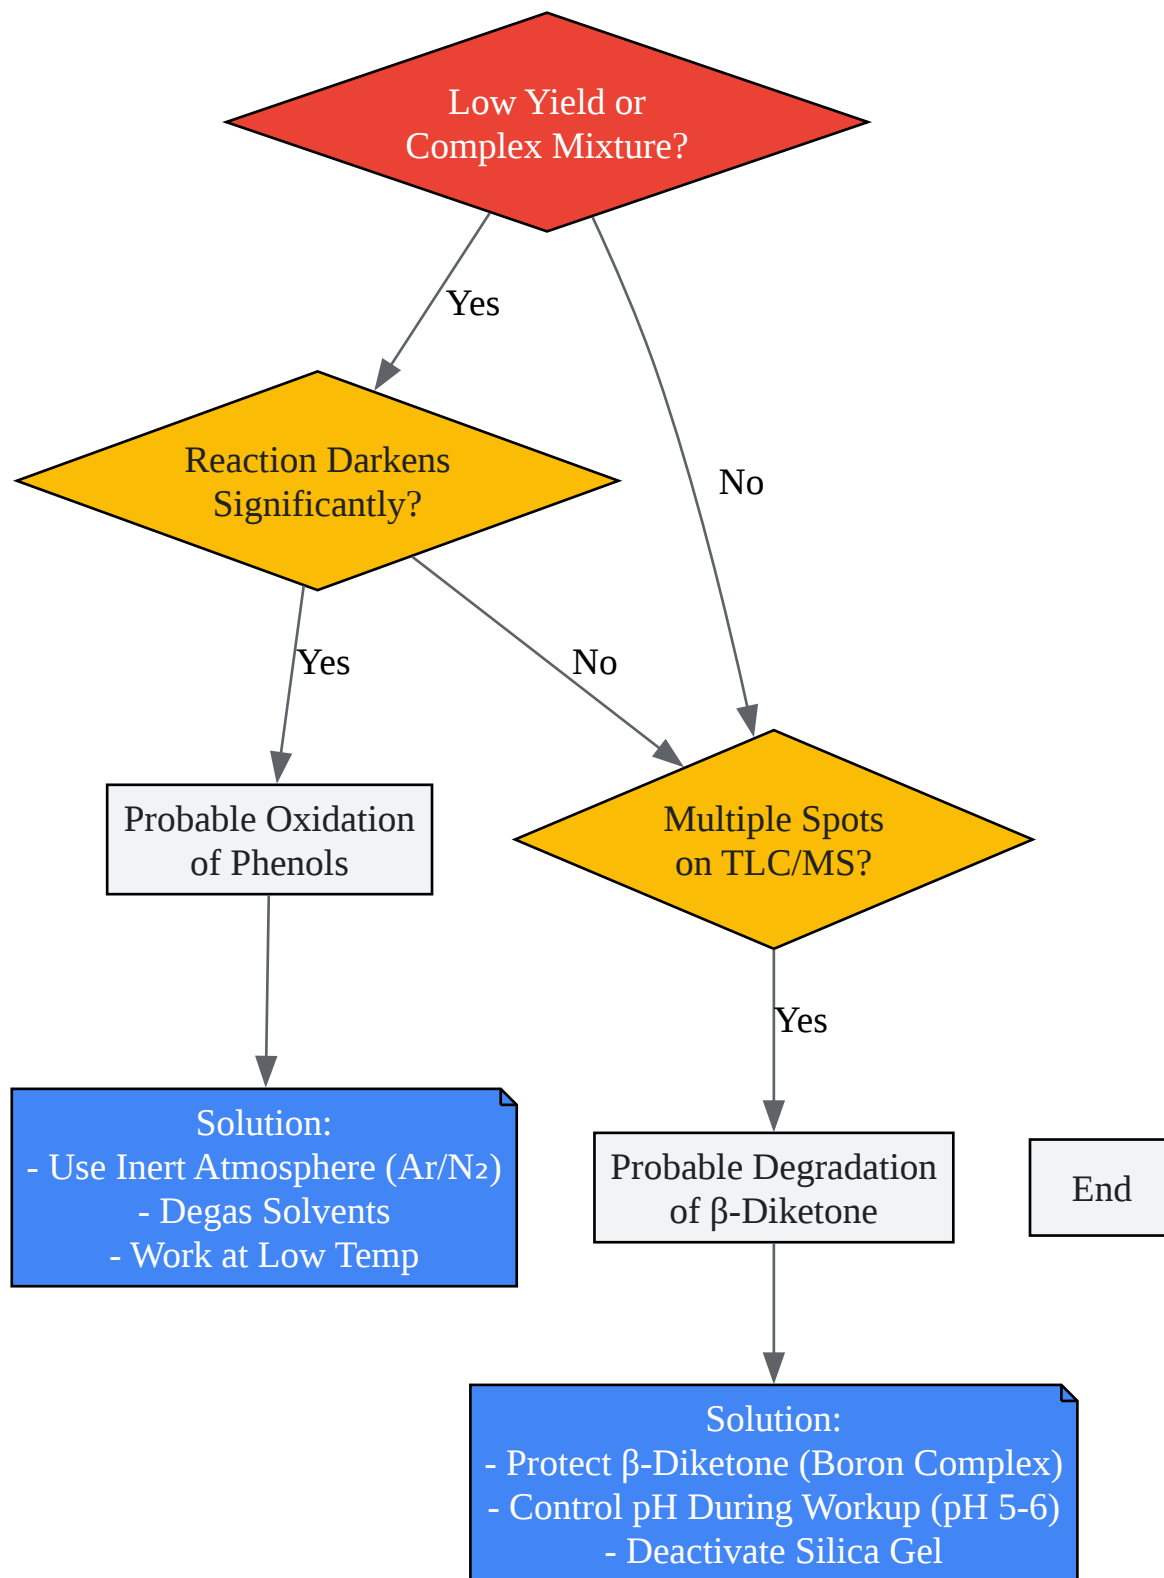 Low Yield or
Complex Mixture?
Yes
No
Reaction Darkens
Significantly?
Yes
No
Probable Oxidation
of Phenols
Multiple Spots
on TLC/MS?
Yes
Solution:
- Use Inert Atmosphere (Ar/N₂)
- Degas Solvents
- Work at Low Temp
Probable Degradation
of β-Diketone
End
Solution:
- Protect β-Diketone (Boron Complex)
- Control pH During Workup (pH 5-6)
- Deactivate Silica Gel